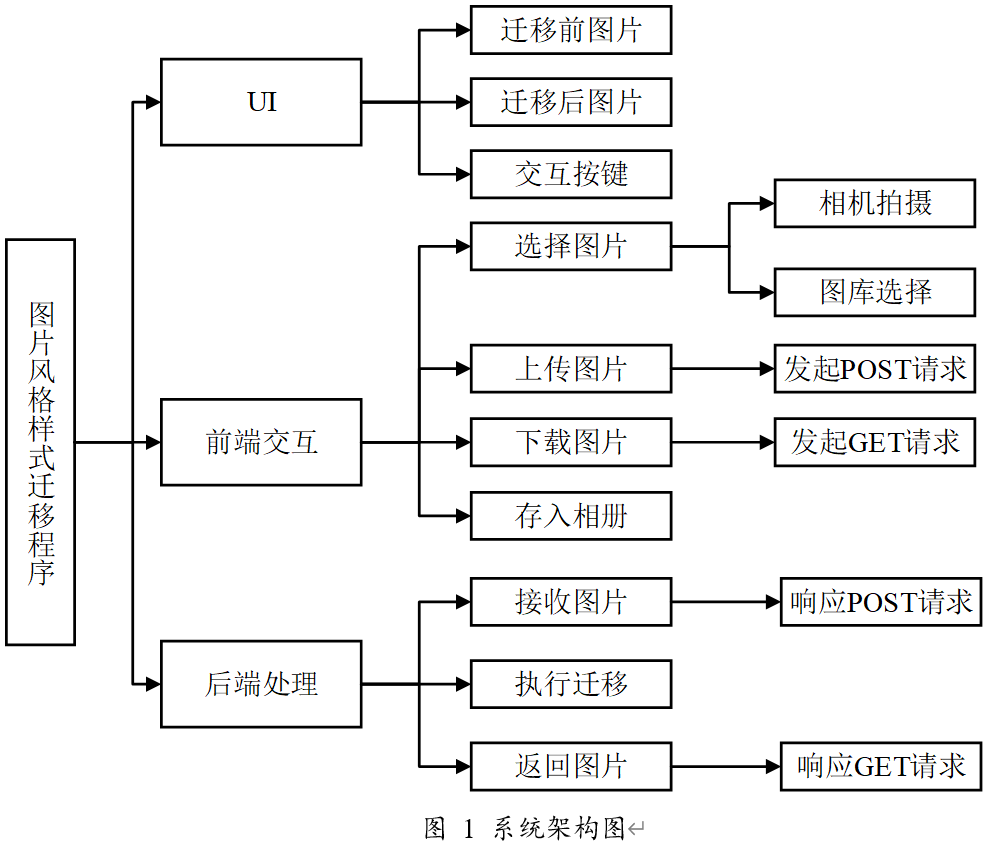 图片风格样式迁移程序
UI
迁移前图片
迁移后图片
交互按键
前端交互
选择图片
相机拍摄
图库选择
上传图片
发起POST请求
下载图片
发起GET请求
存入相册
后端处理
接收图片
响应POST请求
执行迁移
返回图片
响应GET请求
图 1 系统架构图↵